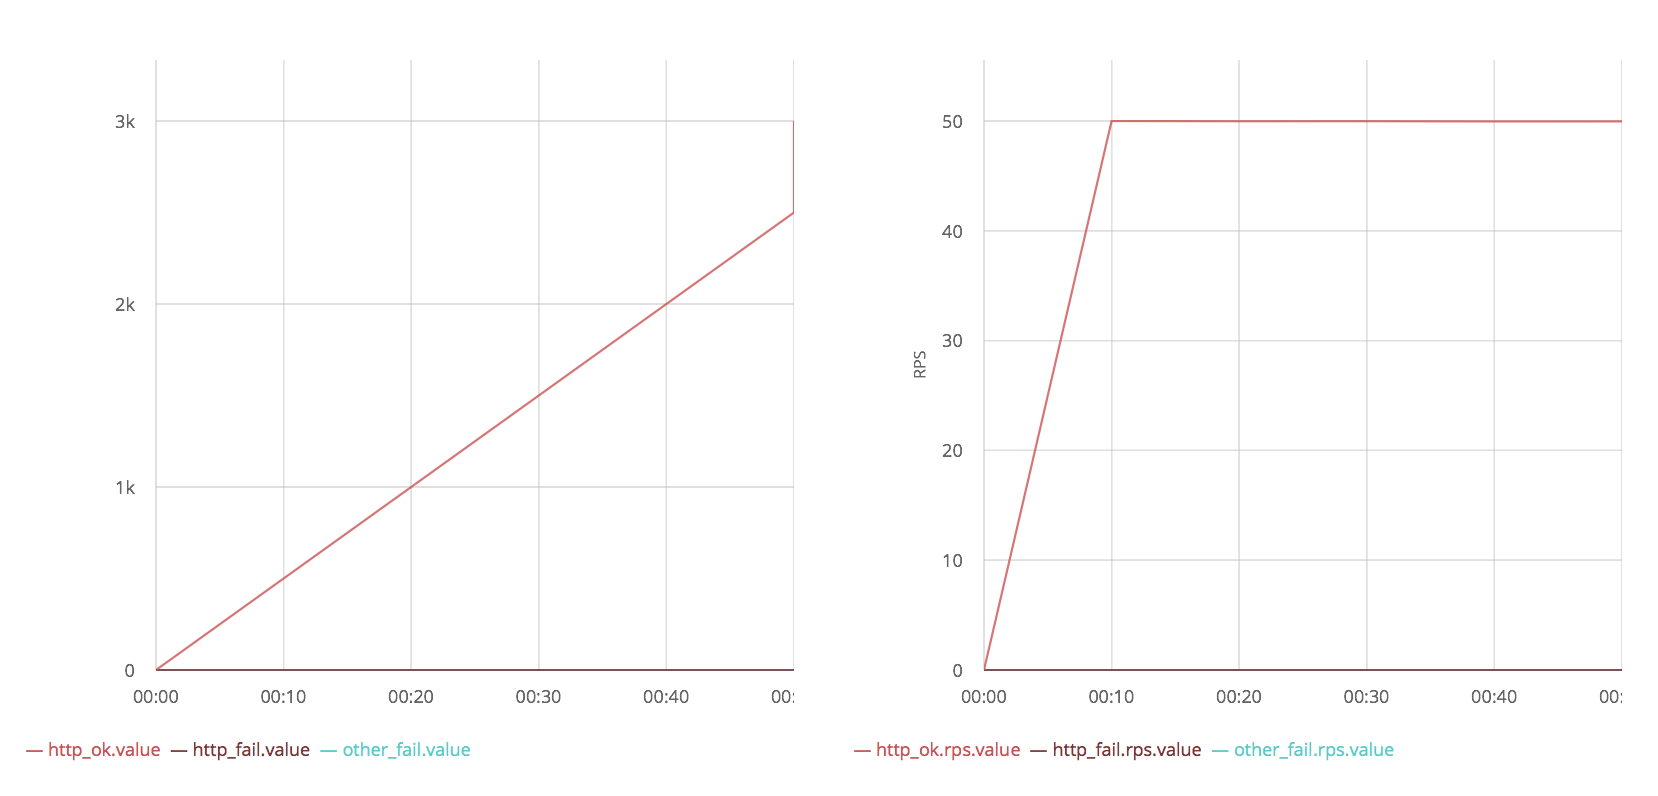 3k
2k
1k
0
00:00 00:10 00:20 00:30 00:40 00:
— http_ok.value — http_fail.value — other_fail.value
RPS
50
40
30
20
10
0
00:00 00:10 00:20 00:30 00:40 00:
— http_ok.rps.value — http_fail.rps.value — other_fail.rps.value